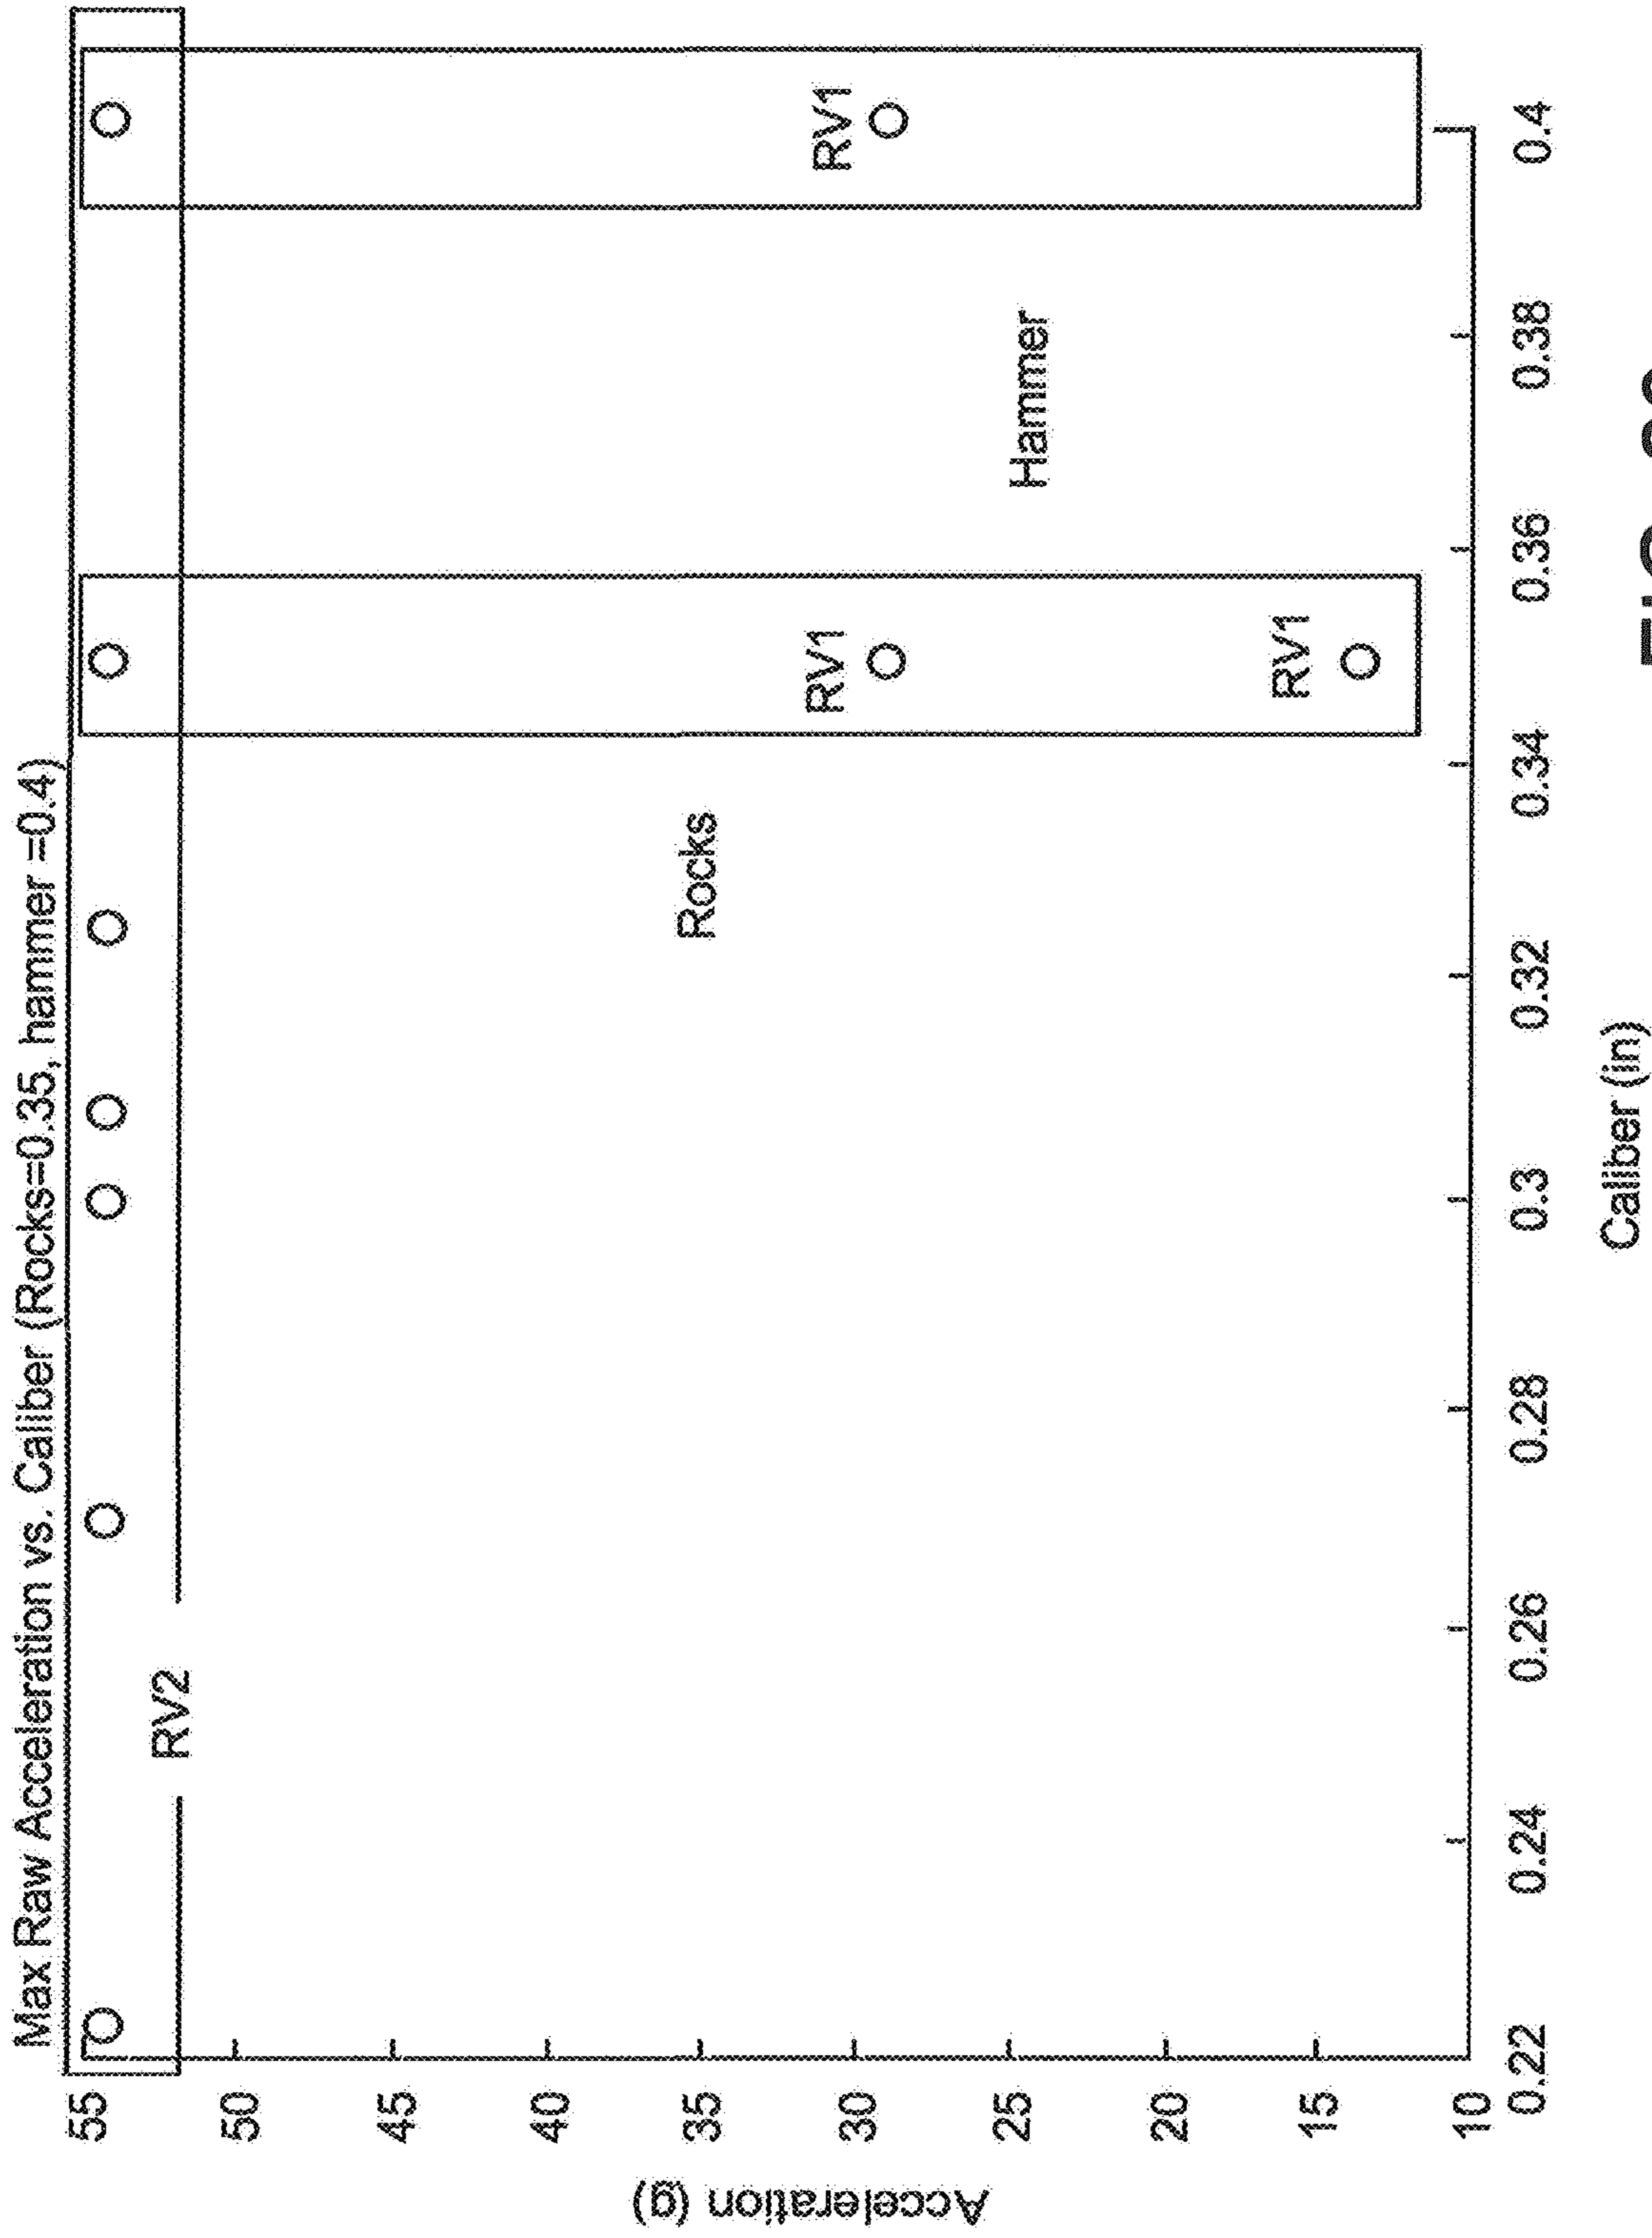 Max Raw Acceleration vs. Caliber (Rocks=0.35, hammer =0.4)
RV2
Rocks
RV1
RV1
Hammer
RV1
55
50
45
40
35
30
25
20
15
10
Acceleration (g)
0.22
0.24
0.26
0.28
0.3
0.32
0.34
0.36
0.38
0.4
Caliber (in)